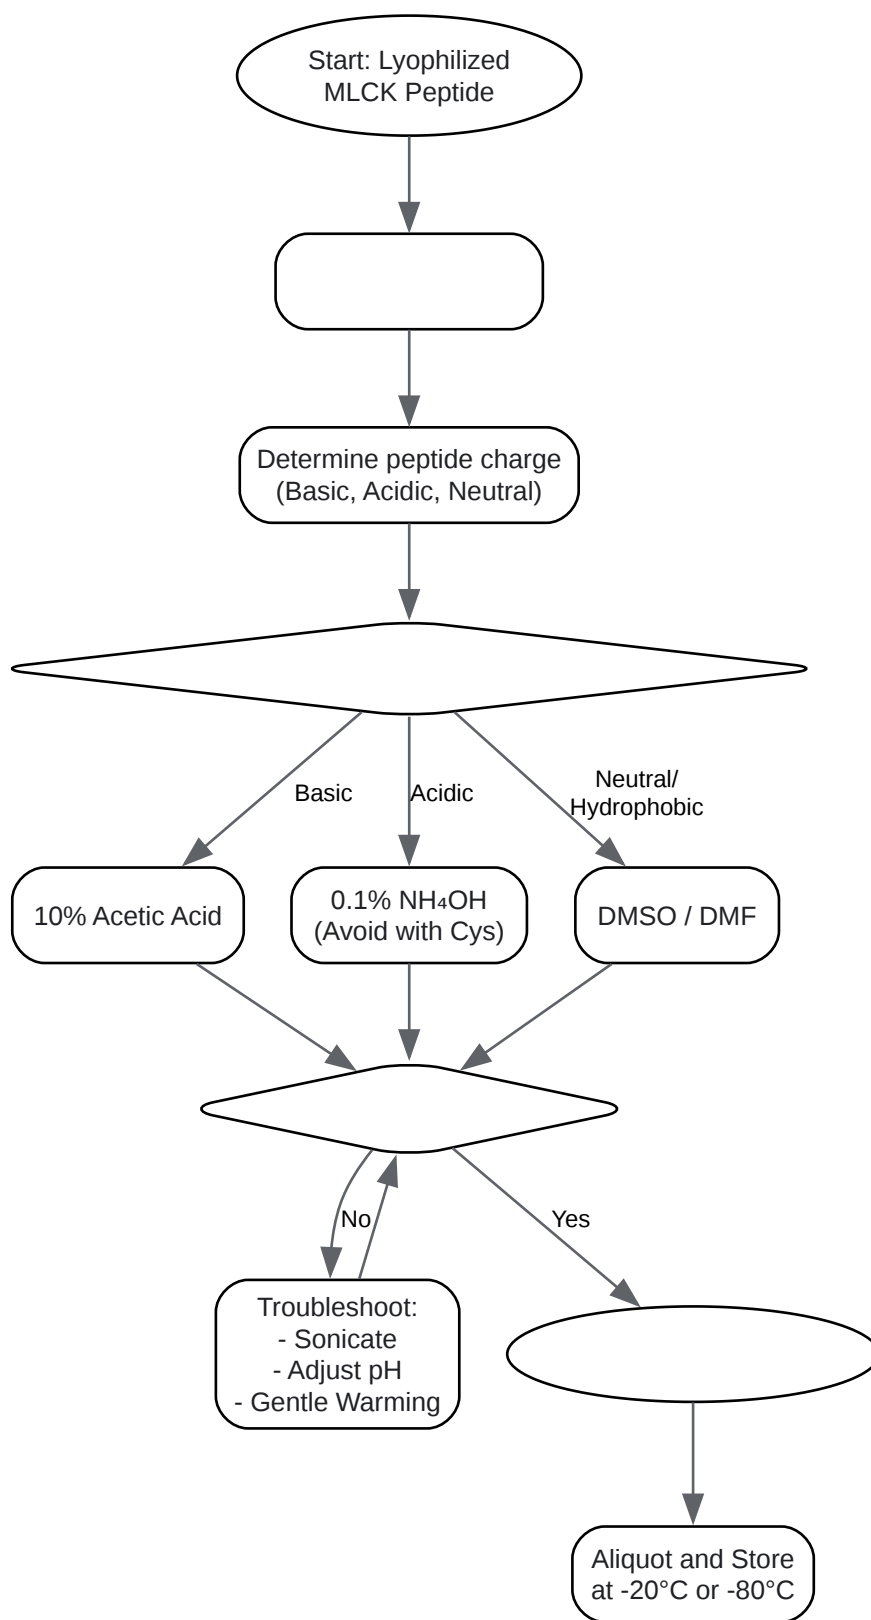 Start: Lyophilized
MLCK Peptide
Determine peptide charge
(Basic, Acidic, Neutral)
Basic
Acidic
Neutral/
Hydrophobic
10% Acetic Acid
0.1% NH₄OH
(Avoid with Cys)
DMSO / DMF
No
Yes
Troubleshoot:
- Sonicate
- Adjust pH
- Gentle Warming
Aliquot and Store
at -20°C or -80°C